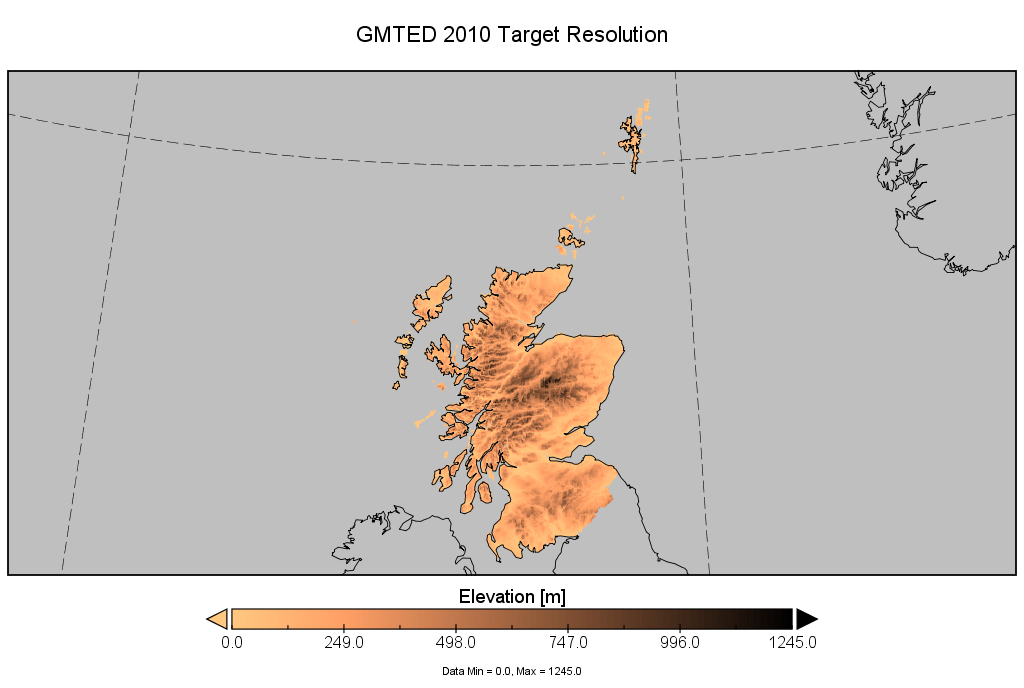 GMTED 2010 Target Resolution
Elevation [m]
0.0 249.0 498.0 747.0 996.0 1245.0
Data Min = 0.0, Max = 1245.0